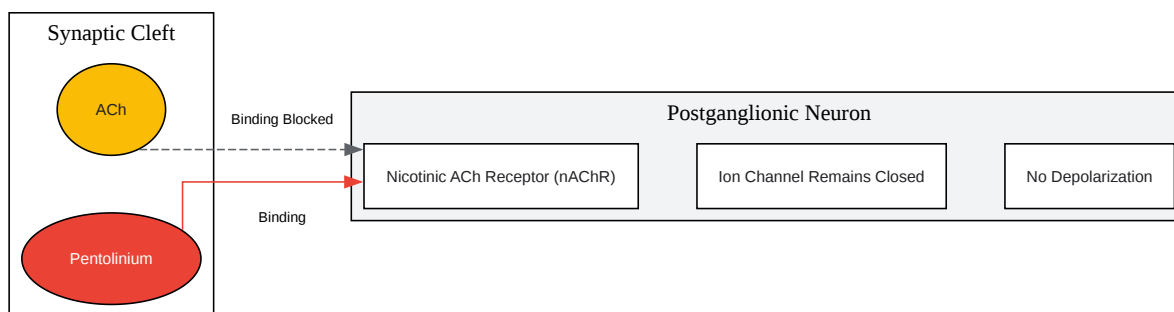 Synaptic Cleft
ACh
Pentolinium
Binding Blocked
Binding
Postganglionic Neuron
Nicotinic ACh Receptor (nAChR)
Ion Channel Remains Closed
No Depolarization